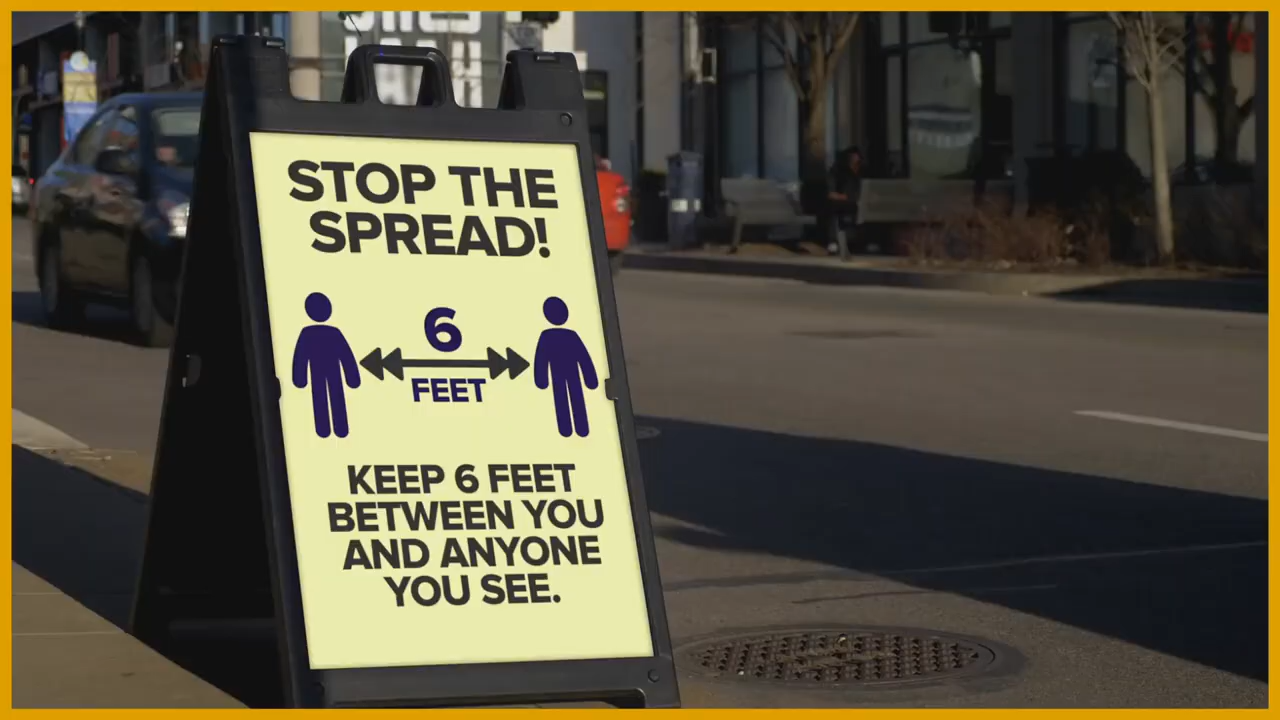 STOP THE
SPREAD!
6
FEET
KEEP 6 FEET
BETWEEN YOU
AND ANYONE
YOU SEE.